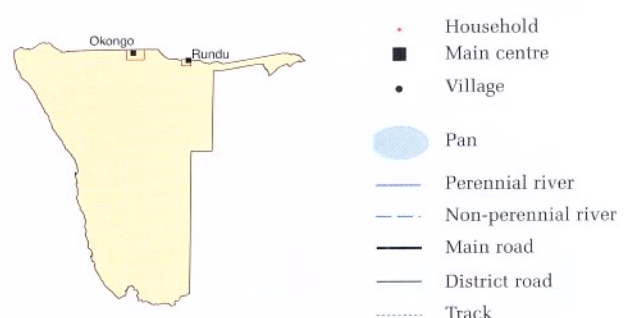 Okongo
Rundu
Household
Main centre
Village
Pan
Perennial river
Non-perennial river
Main road
District road
Track